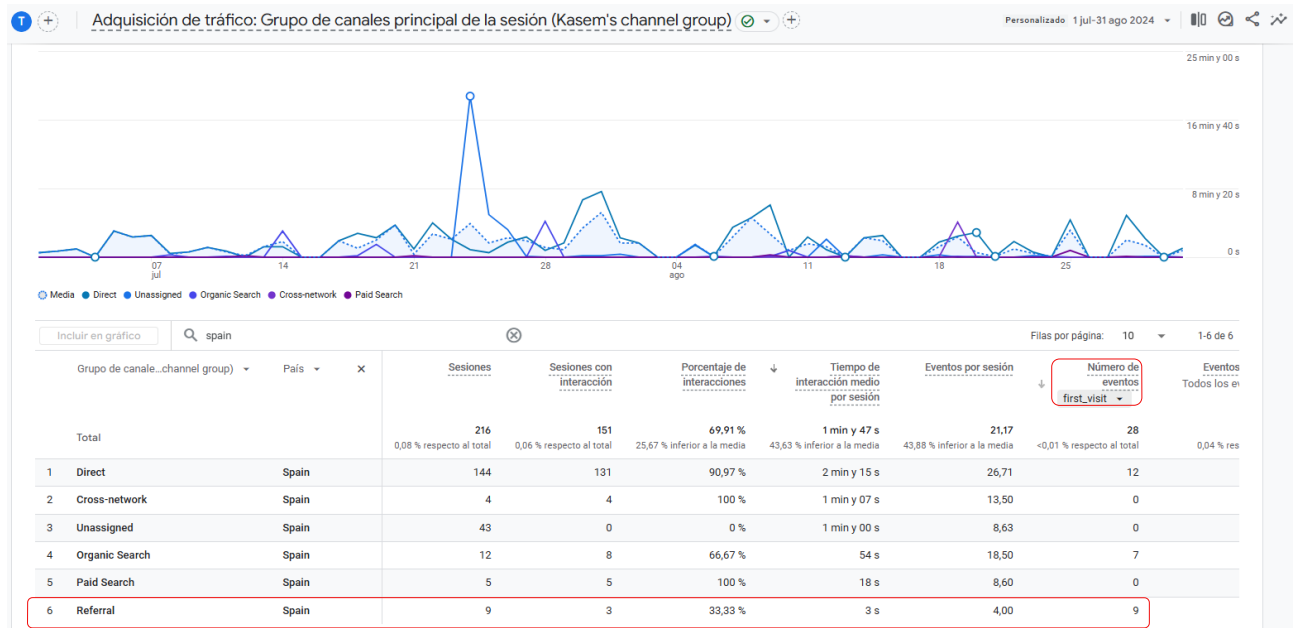 T
Adquisición de tráfico: Grupo de canales principal de la sesión (Kasem's channel group)
Personalizado 1 jul-31 ago 2024
25 min y 00 s
16 min y 40 s
8 min y 20 s
0 s
07 jul
14
21
28
04 ago
11
18
25
Media Direct Unassigned Organic Search Cross-network Paid Search
Incluir en gráfico spain Filas por página: 10 1-6 de 6
Grupo de canale...channel group) País Sesiones Sesiones con interacción Porcentaje de interacciones Tiempo de interacción medio por sesión Eventos por sesión Número de eventos Eventos
first_visit Todos los ev
Total 216 151 69,91 % 1 min y 47 s 21,17 28
0,08 % respecto al total 0,06 % respecto al total 25,67 % inferior a la media 43,63 % inferior a la media 43,88 % inferior a la media <0,01 % respecto al total 0,04 % res
1 Direct Spain 144 131 90,97 % 2 min y 15 s 26,71 12
2 Cross-network Spain 4 4 100 % 1 min y 07 s 13,50 0
3 Unassigned Spain 43 0 0 % 1 min y 00 s 8,63 0
4 Organic Search Spain 12 8 66,67 % 54 s 18,50 7
5 Paid Search Spain 5 5 100 % 18 s 8,60 0
6 Referral Spain 9 3 33,33 % 3 s 4,00 9